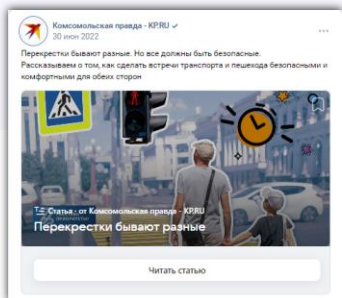 Комсомольская правда - KP.RU
30 июн 2022
Перекрестки бывают разные. Но все должны быть безопасные.
Рассказываем о том, как сделать встречи транспорта и пешехода безопасными и
комфортными для обеих сторон
Статья · от Комсомольская правда - KP.RU
Перекрестки бывают разные
Читать статью